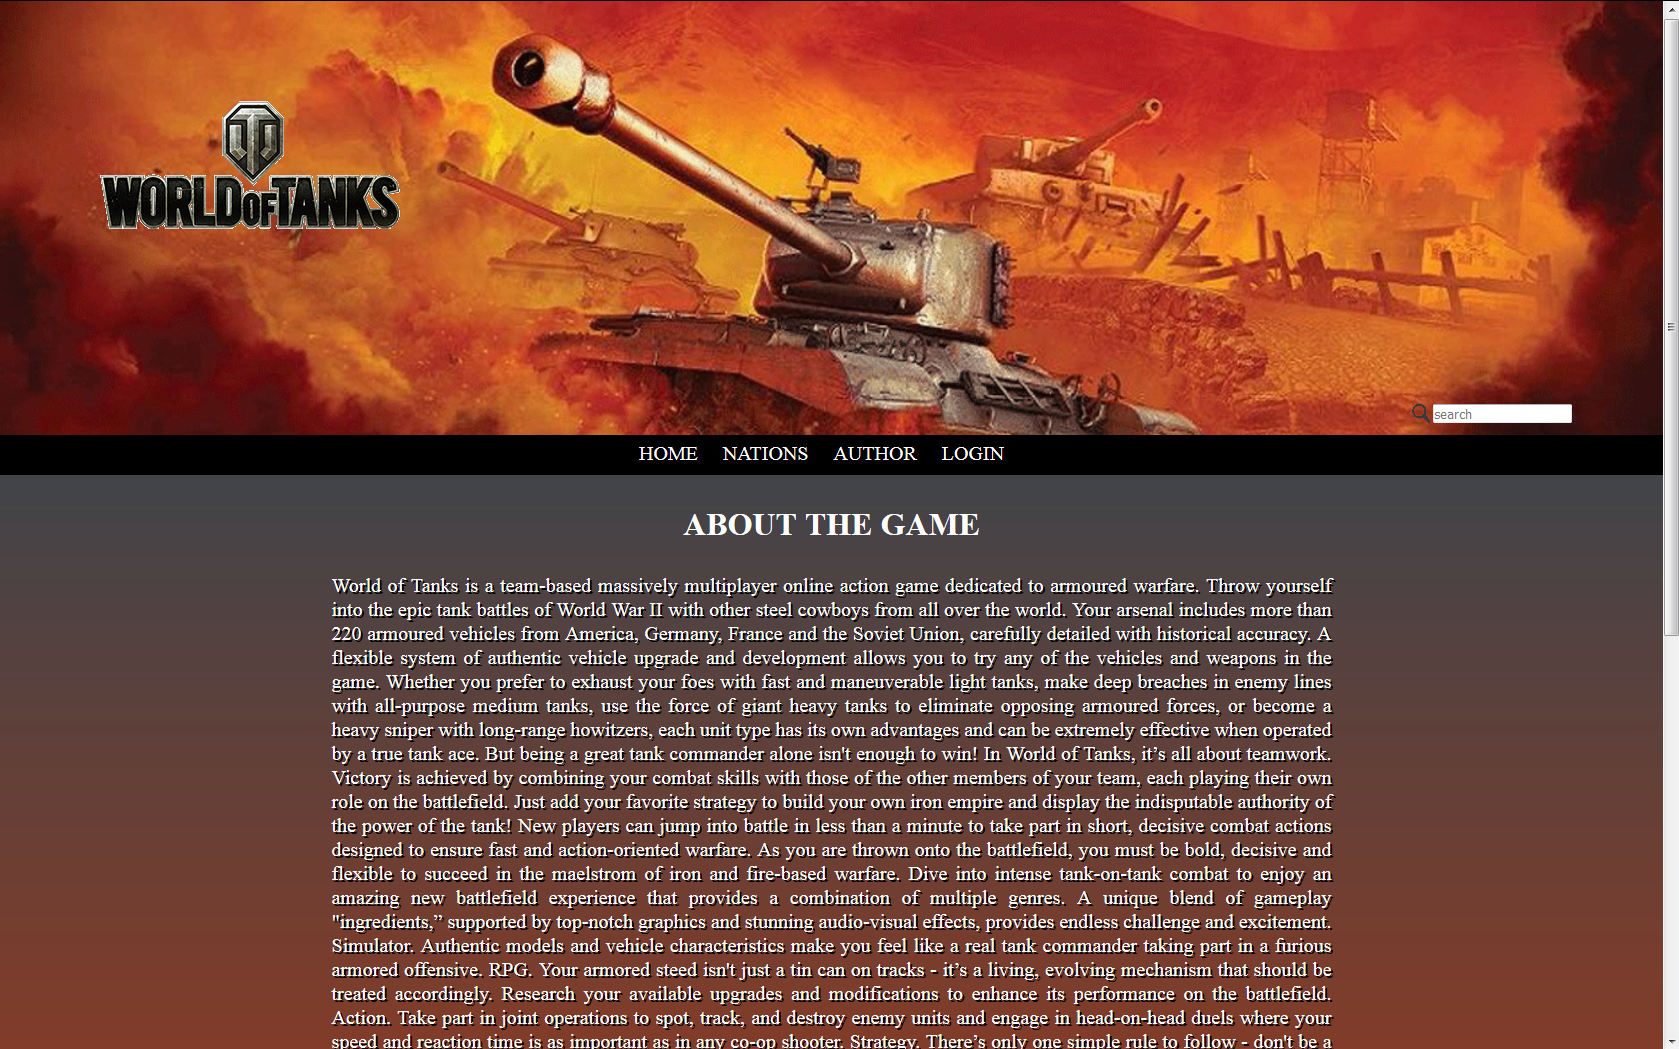 WORLD OF TANKS
search
HOME NATIONS AUTHOR LOGIN
ABOUT THE GAME
World of Tanks is a team-based massively multiplayer online action game dedicated to armoured warfare. Throw yourself
into the epic tank battles of World War II with other steel cowboys from all over the world. Your arsenal includes more than
220 armoured vehicles from America, Germany, France and the Soviet Union, carefully detailed with historical accuracy. A
flexible system of authentic vehicle upgrade and development allows you to try any of the vehicles and weapons in the
game. Whether you prefer to exhaust your foes with fast and maneuverable light tanks, make deep breaches in enemy lines
with all-purpose medium tanks, use the force of giant heavy tanks to eliminate opposing armoured forces, or become a
heavy sniper with long-range howitzers, each unit type has its own advantages and can be extremely effective when operated
by a true tank ace. But being a great tank commander alone isn't enough to win! In World of Tanks, it’s all about teamwork.
Victory is achieved by combining your combat skills with those of the other members of your team, each playing their own
role on the battlefield. Just add your favorite strategy to build your own iron empire and display the indisputable authority of
the power of the tank! New players can jump into battle in less than a minute to take part in short, decisive combat actions
designed to ensure fast and action-oriented warfare. As you are thrown onto the battlefield, you must be bold, decisive and
flexible to succeed in the maelstrom of iron and fire-based warfare. Dive into intense tank-on-tank combat to enjoy an
amazing new battlefield experience that provides a combination of multiple genres. A unique blend of gameplay
"ingredients,” supported by top-notch graphics and stunning audio-visual effects, provides endless challenge and excitement.
Simulator. Authentic models and vehicle characteristics make you feel like a real tank commander taking part in a furious
armored offensive. RPG. Your armored steed isn't just a tin can on tracks - it’s a living, evolving mechanism that should be
treated accordingly. Research your available upgrades and modifications to enhance its performance on the battlefield.
Action. Take part in joint operations to spot, track, and destroy enemy units and engage in head-on-head duels where your
speed and reaction time is as important as in any co-op shooter. Strategy. There’s only one simple rule to follow - don't be a